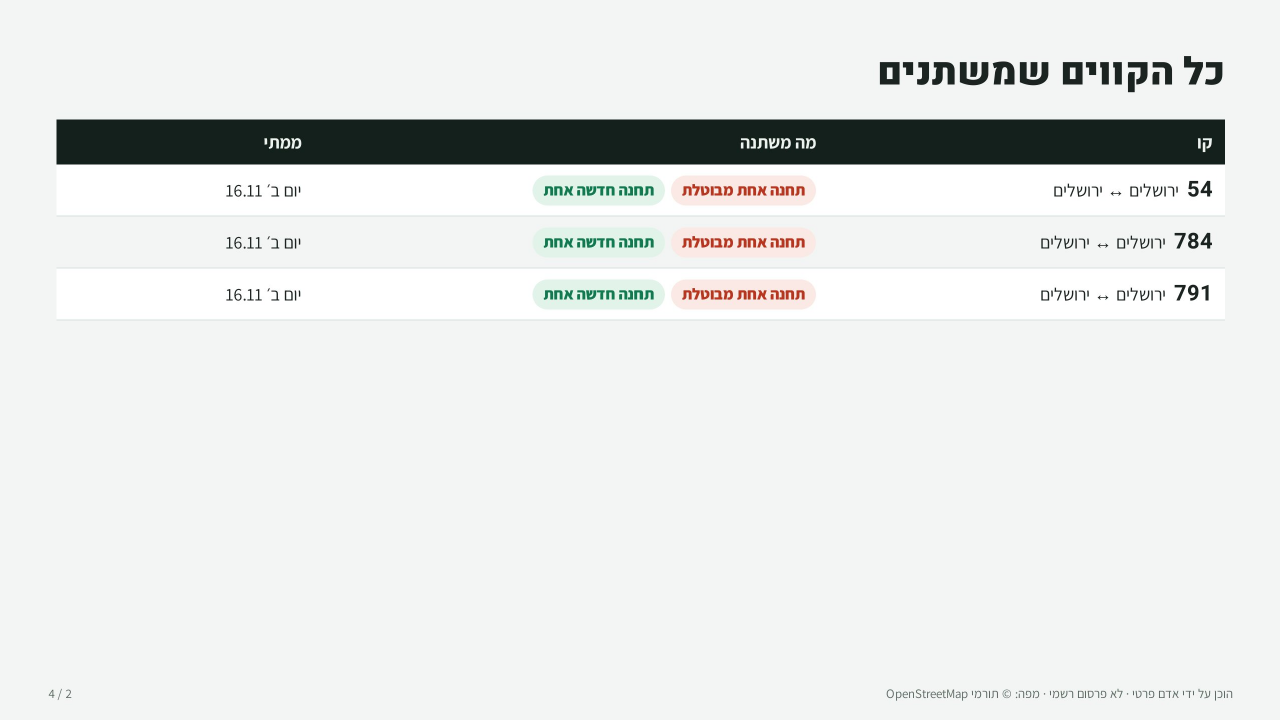 כל הקווים שמשתנים
קו מה משתנה ממתי
54 ירושלים ↔ ירושלים תחנה אחת מבוטלת תחנה חדשה אחת יום ב׳ 16.11
784 ירושלים ↔ ירושלים תחנה אחת מבוטלת תחנה חדשה אחת יום ב׳ 16.11
791 ירושלים ↔ ירושלים תחנה אחת מבוטלת תחנה חדשה אחת יום ב׳ 16.11
הוכן על ידי אדם פרטי · לא פרסום רשמי · מפה: © תורמי OpenStreetMap
2 / 4